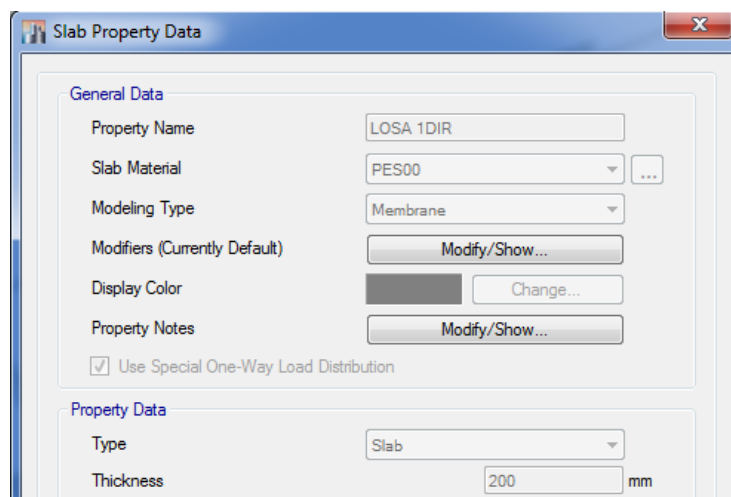 Slab Property Data
General Data
Property Name LOSA 1DIR
Slab Material PES00 ...
Modeling Type Membrane
Modifiers (Currently Default) Modify/Show...
Display Color Change...
Property Notes Modify/Show...
Use Special One-Way Load Distribution
Property Data
Type Slab
Thickness 200 mm